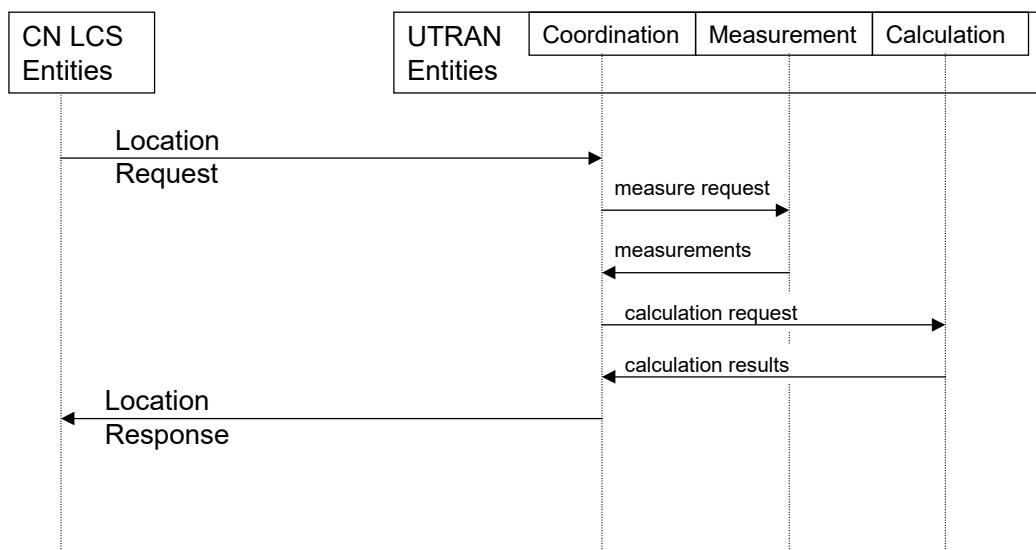 CN LCS
Entities
UTRAN
Entities
Coordination
Measurement
Calculation
Location
Request
measure request
measurements
calculation request
calculation results
Location
Response